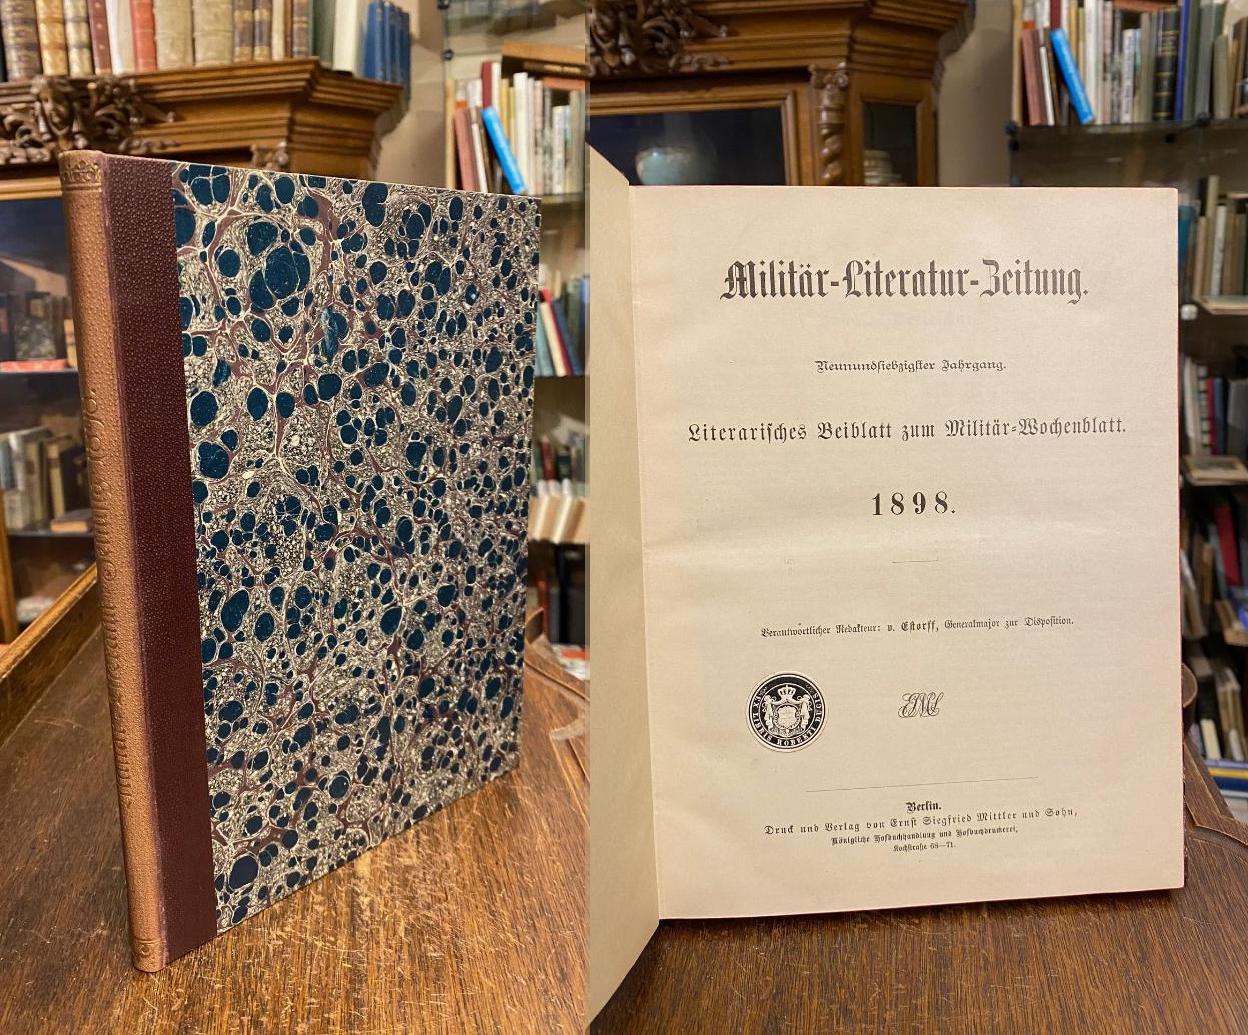 Militär-Literatur-Zeitung.
Neunundsiebzigster Jahrgang.
Literarisches Beiblatt zum Militär-Wochenblatt.
1898.
Verantwortlicher Redakteur: v. Estorff, Generalmajor zur Disposition.
Berlin.
Druck und Verlag von Ernst Siegfried Mittler und Sohn,
Königliche Hofbuchhandlung und Hofbuchdruckerei,
Kochstraße 68—71.